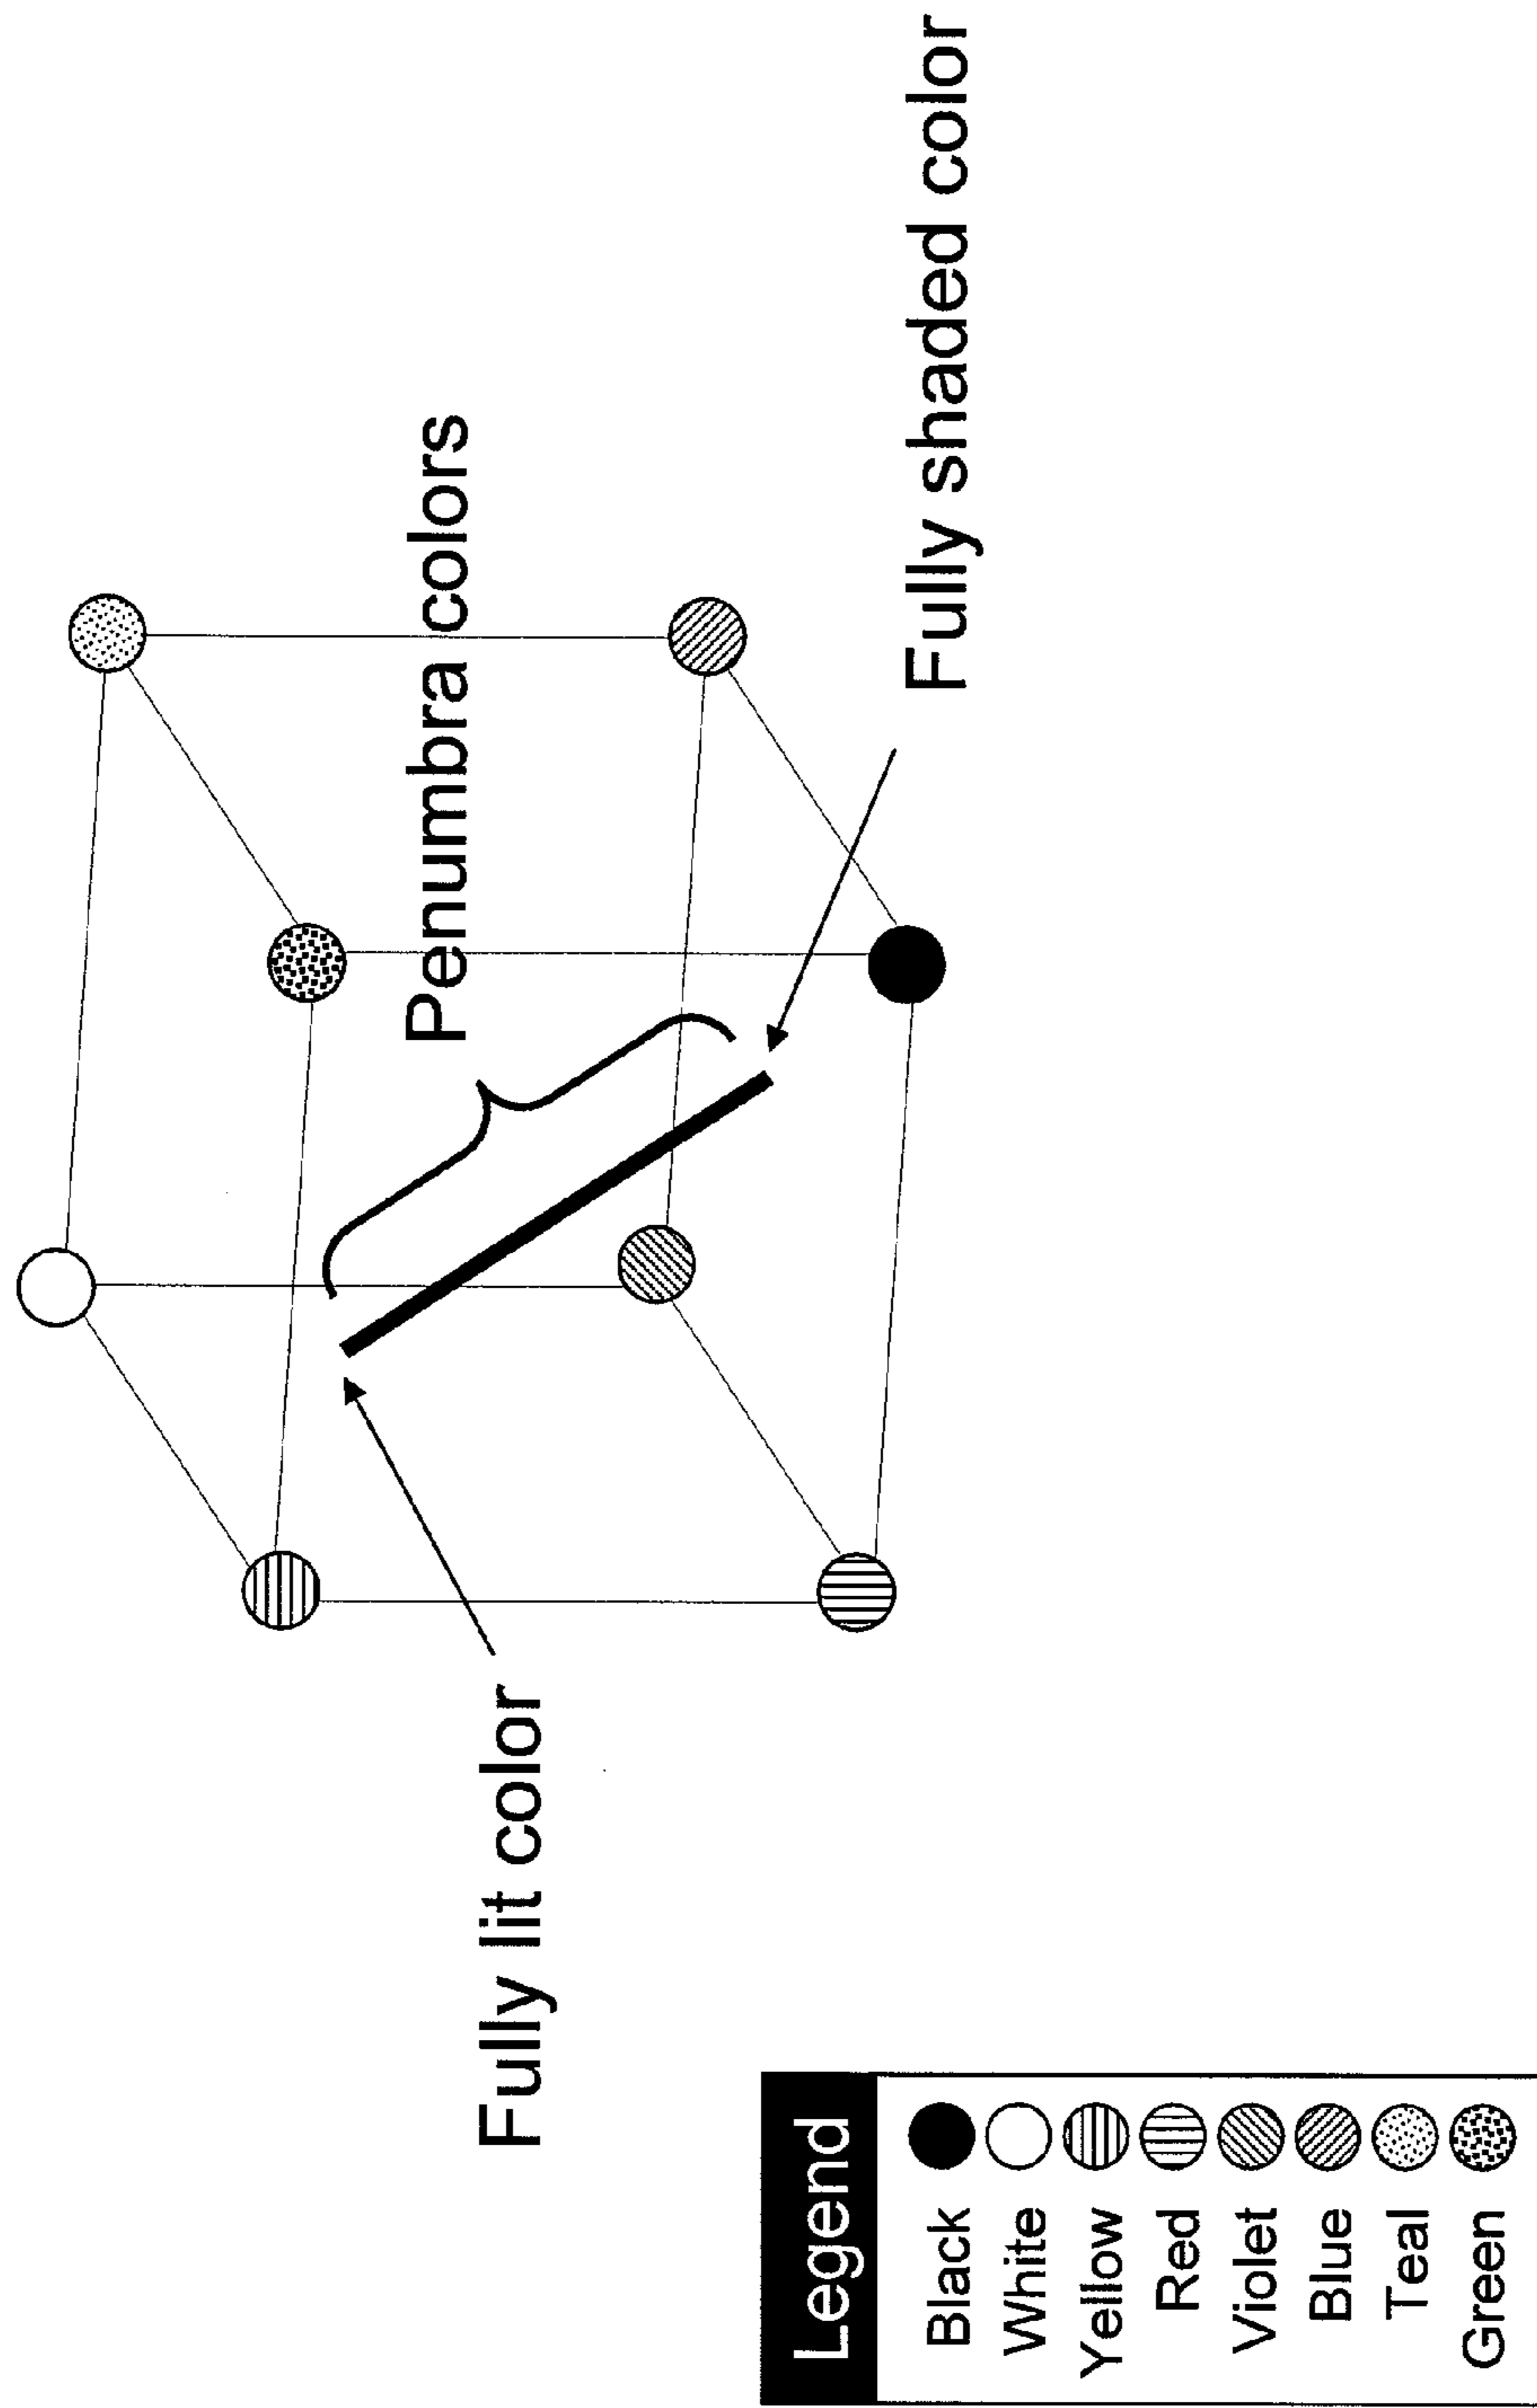 Fully lit color
Penumbra colors
Fully shaded color
Legend
Black
White
Yellow
Red
Violet
Blue
Teal
Green